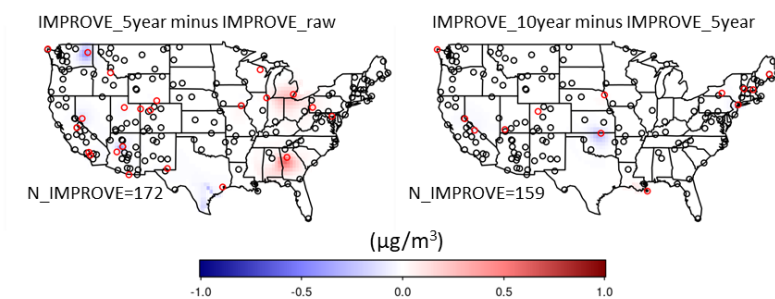 IMPROVE_5year minus IMPROVE_raw
IMPROVE_10year minus IMPROVE_5year
N_IMPROVE=172
N_IMPROVE=159
(µg/m³)
-1.0 -0.5 0.0 0.5 1.0